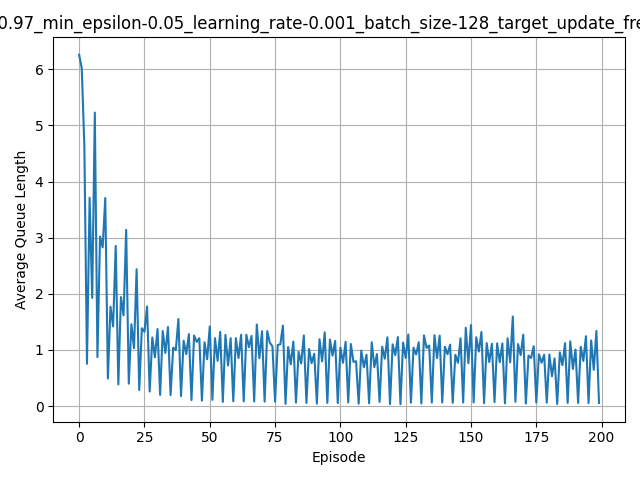 0.97_min_epsilon-0.05_learning_rate-0.001_batch_size-128_target_update_fre
6
5
4
3
2
1
0
Average Queue Length
0 25 50 75 100 125 150 175 200
Episode